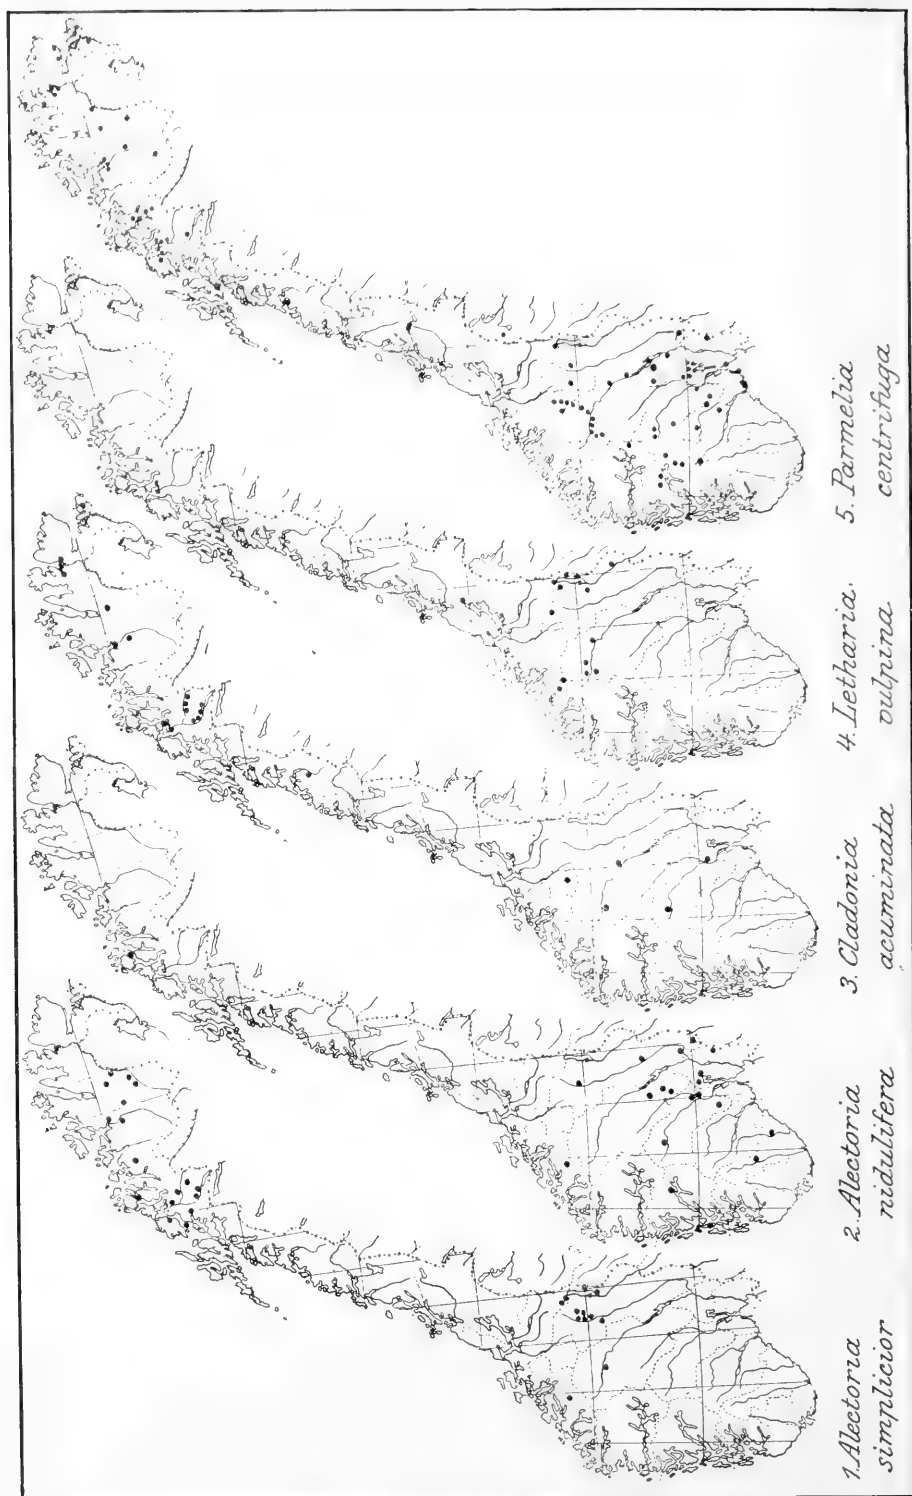 1. Alectoria
simplicior
2. Alectoria
nidulifera
3. Cladonia
acuminata
4. Letharia
vulpina
5. Parmelia
centrifuga